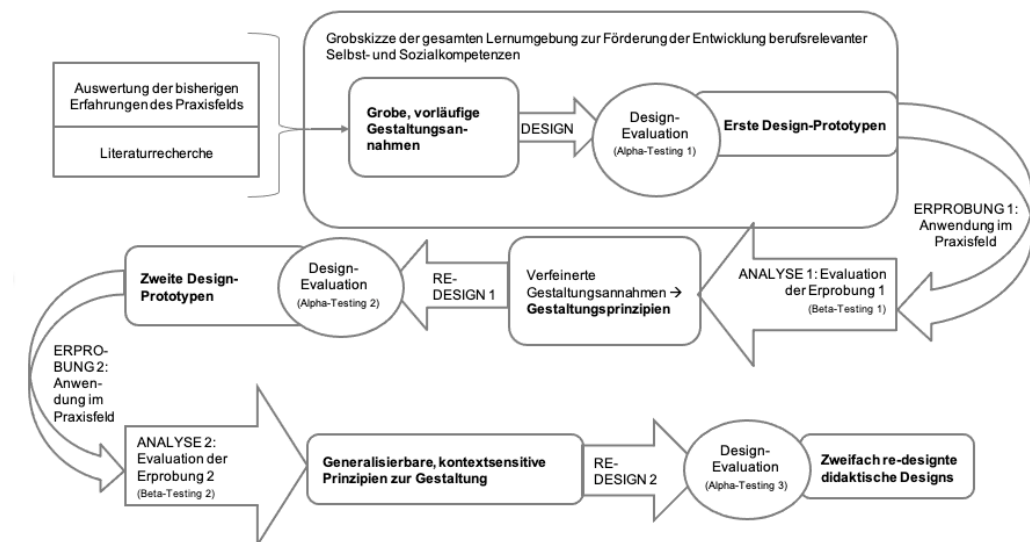 Grobskizze der gesamten Lernumgebung zur Förderung der Entwicklung berufsrelevanter
Selbst- und Sozialkompetenzen
Auswertung der bisherigen
Erfahrungen des Praxisfelds
Literaturrecherche
Grobe, vorläufige
Gestaltungsan-
nahmen
DESIGN
Design-
Evaluation
(Alpha-Testing 1)
Erste Design-Prototypen
ERPROBUNG 1:
Anwendung im
Praxisfeld
ANALYSE 1: Evaluation
der Erprobung 1
(Beta-Testing 1)
Verfeinerte
Gestaltungsannahmen →
Gestaltungsprinzipien
RE-
DESIGN 1
Design-
Evaluation
(Alpha-Testing 2)
Zweite Design-
Prototypen
ERPRO-
BUNG 2:
Anwen-
dung im
Praxisfeld
ANALYSE 2:
Evaluation der
Erprobung 2
(Beta-Testing 2)
Generalisierbare, kontextsensitive
Prinzipien zur Gestaltung
RE-
DESIGN 2
Design-
Evaluation
(Alpha-Testing 3)
Zweifach re-designte
didaktische Designs